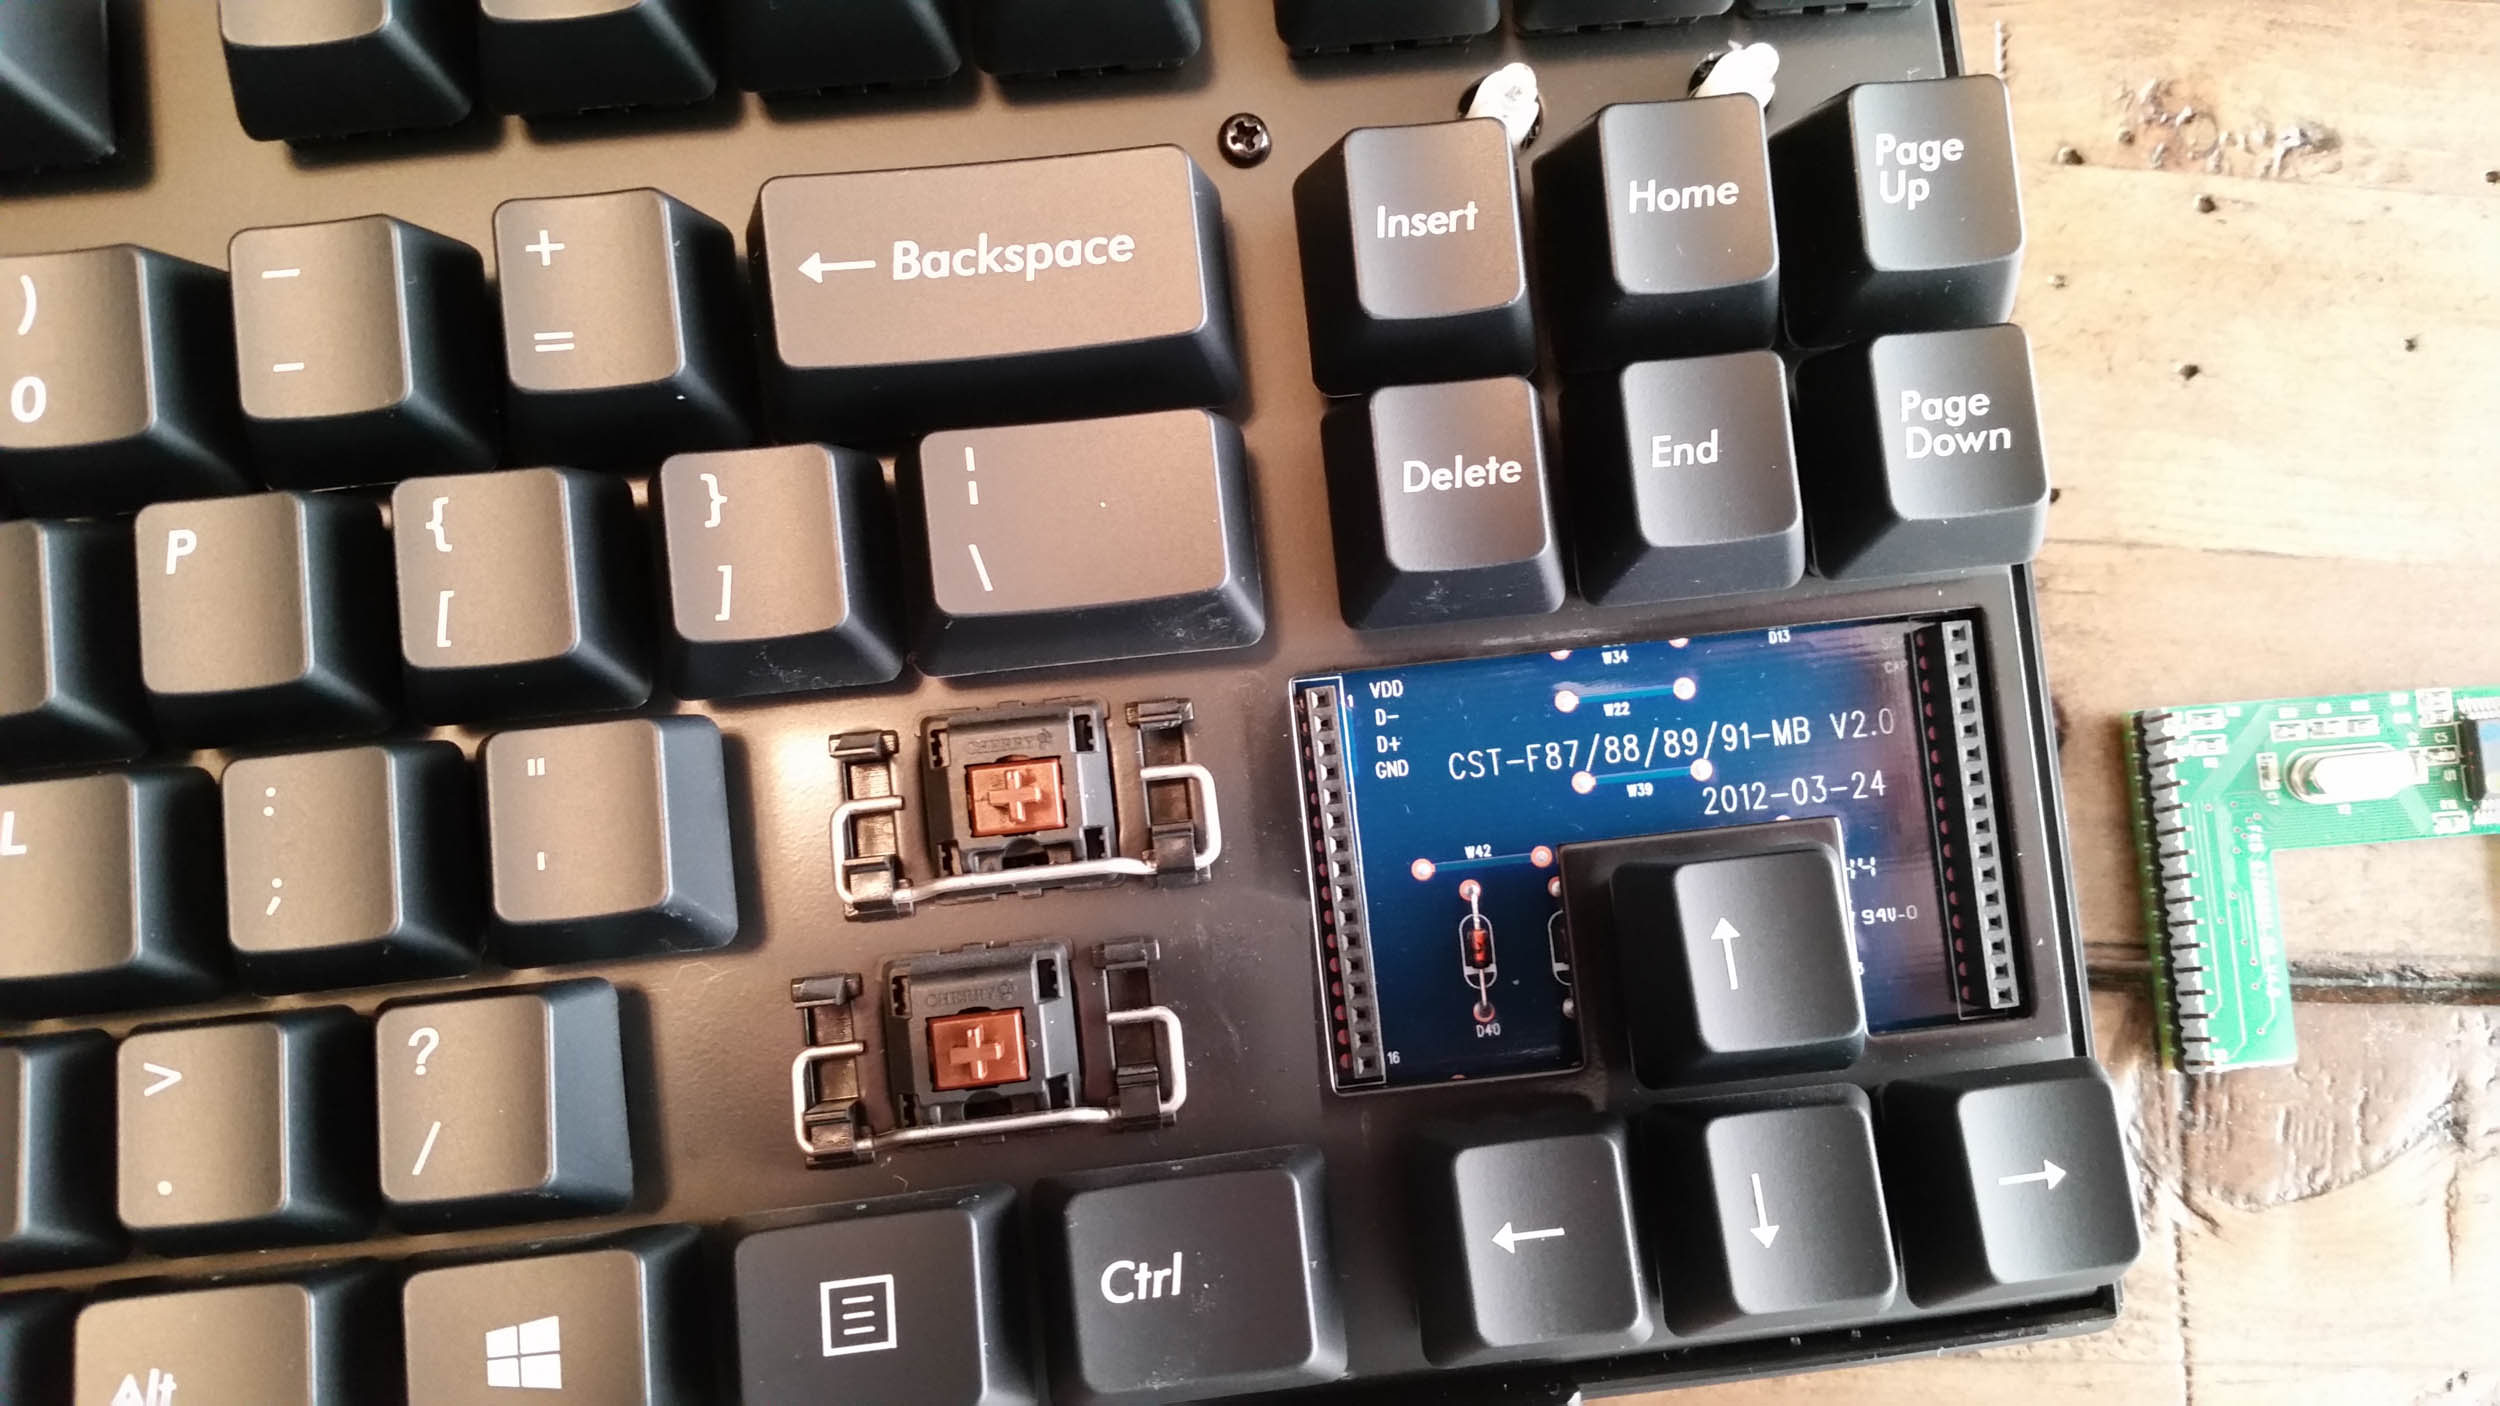 ← Backspace
Insert
Home
Page
Up
)
0
_
-
+
=
Delete
End
Page
Down
P
{
[
}
]
¦
\
L
:
;
"
'
CHERRY
CHERRY
W34
D13
1
VDD
D-
D+
GND
W22
CST-F87/88/89/91-MB V2.0
W39
2012-03-24
W42
94V-0
D40
16
↑
>
.
?
/
Alt
Ctrl
←
↓
→